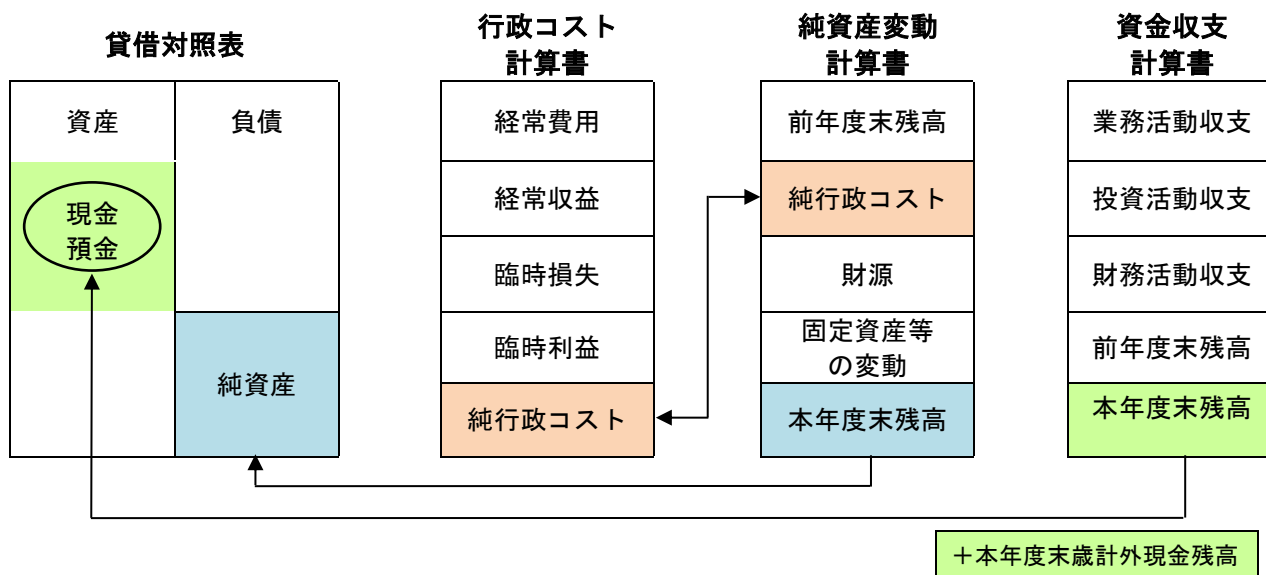 貸借対照表
資産
負債
現金
預金
純資産
行政コスト
計算書
経常費用
経常収益
臨時損失
臨時利益
純行政コスト
純資産変動
計算書
前年度末残高
純行政コスト
財源
固定資産等
の変動
本年度末残高
資金収支
計算書
業務活動収支
投資活動収支
財務活動収支
前年度末残高
本年度末残高
＋本年度末歳計外現金残高